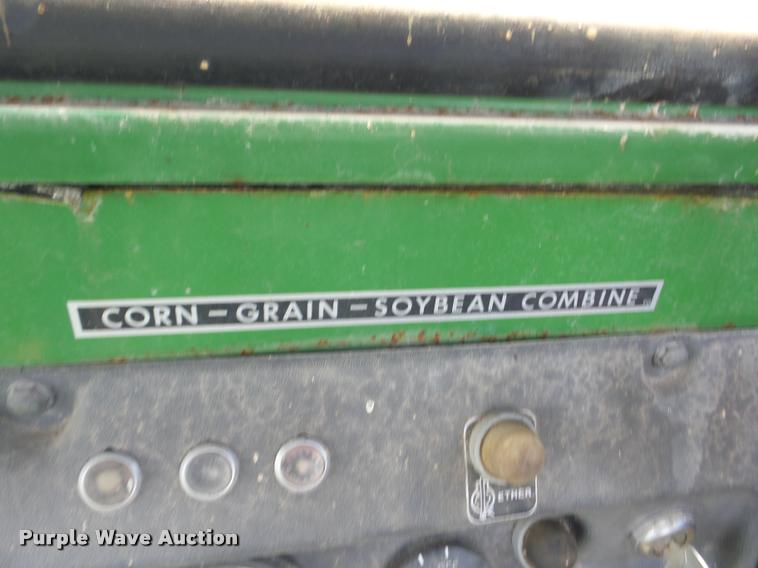 CORN - GRAIN - SOYBEAN COMBINE
ETHER
Purple Wave Auction